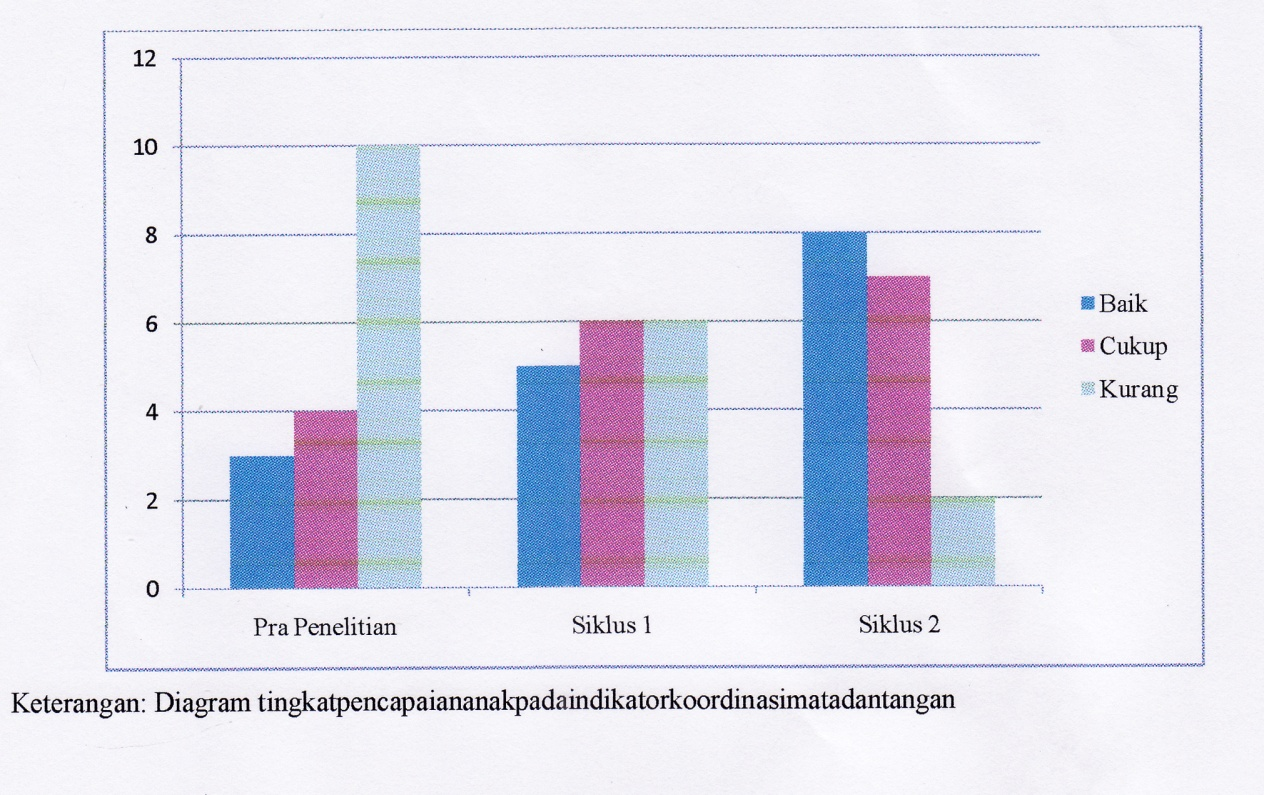 12
10
8
6
4
2
0
Pra Penelitian
Siklus 1
Siklus 2
Baik
Cukup
Kurang
Keterangan: Diagram tingkatpencapaiananakpadaindikatorkoordinasimatadantangan